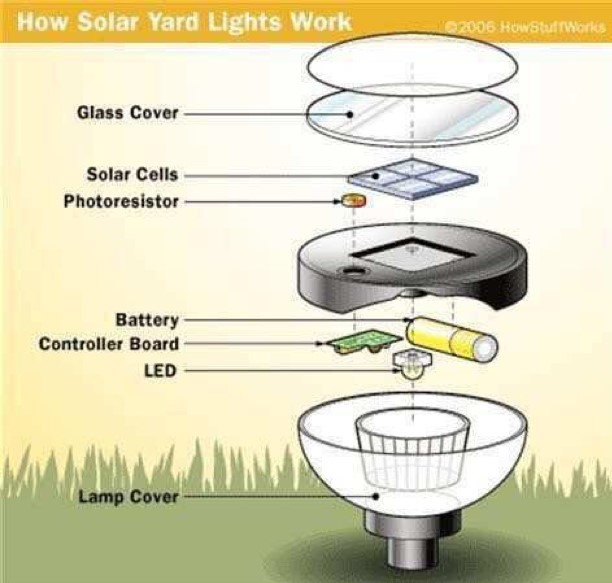 How Solar Yard Lights Work
©2006 HowStuffWorks
Glass Cover
Solar Cells
Photoresistor
Battery
Controller Board
LED
Lamp Cover